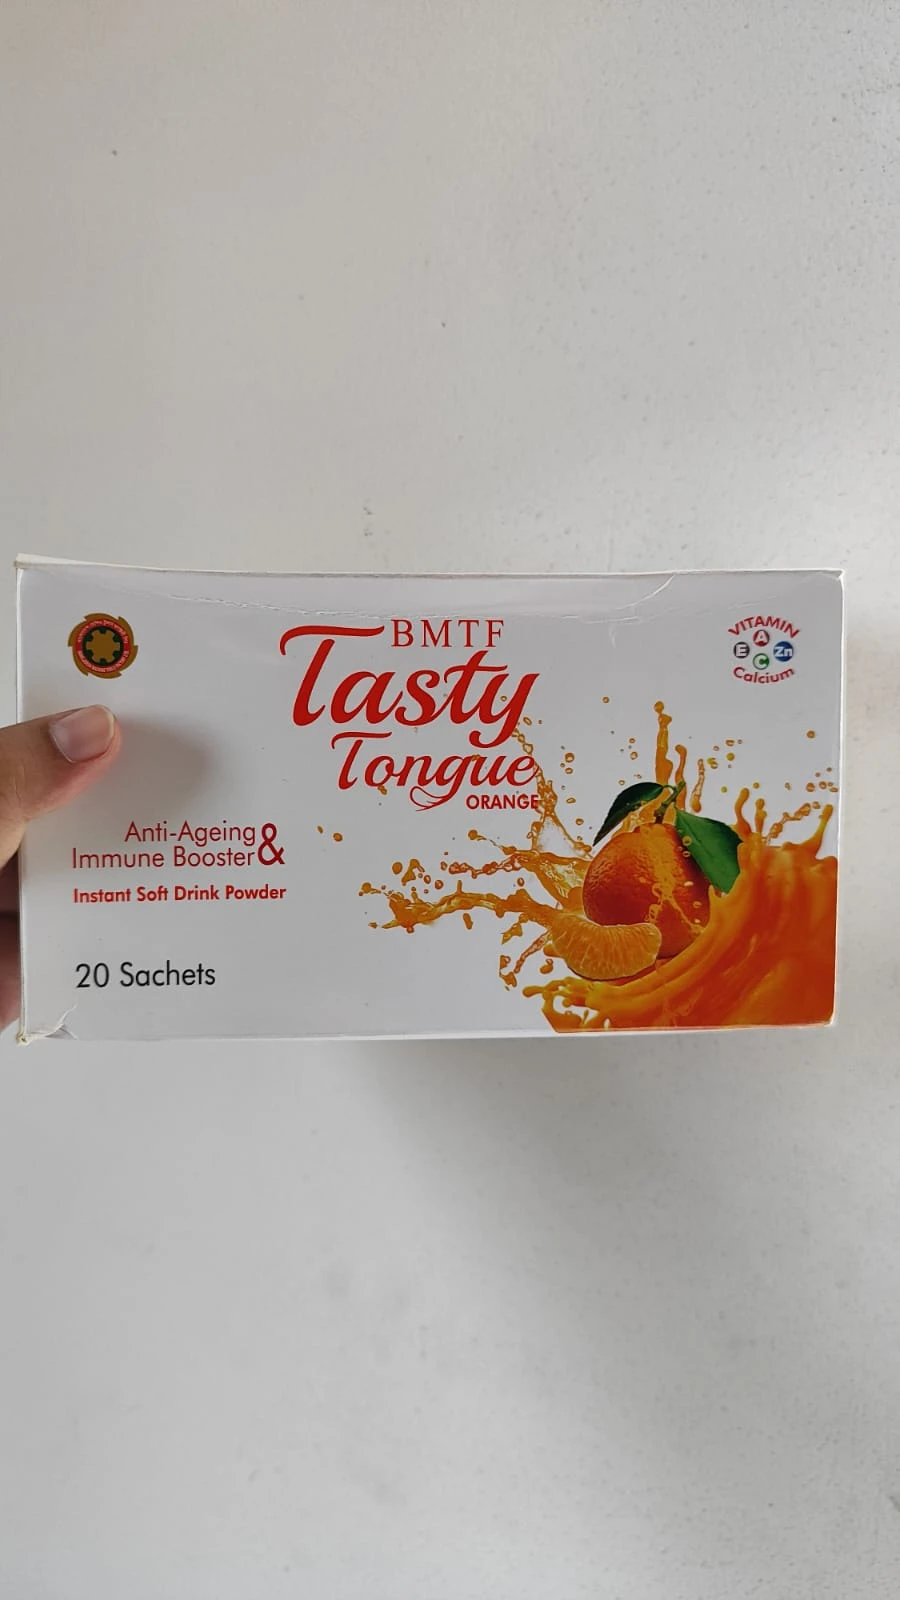 BMTF
Tasty
Tongue
ORANGE
VITAMIN
A
E
Zn
C
Calcium
Anti-Ageing &
Immune Booster
Instant Soft Drink Powder
20 Sachets